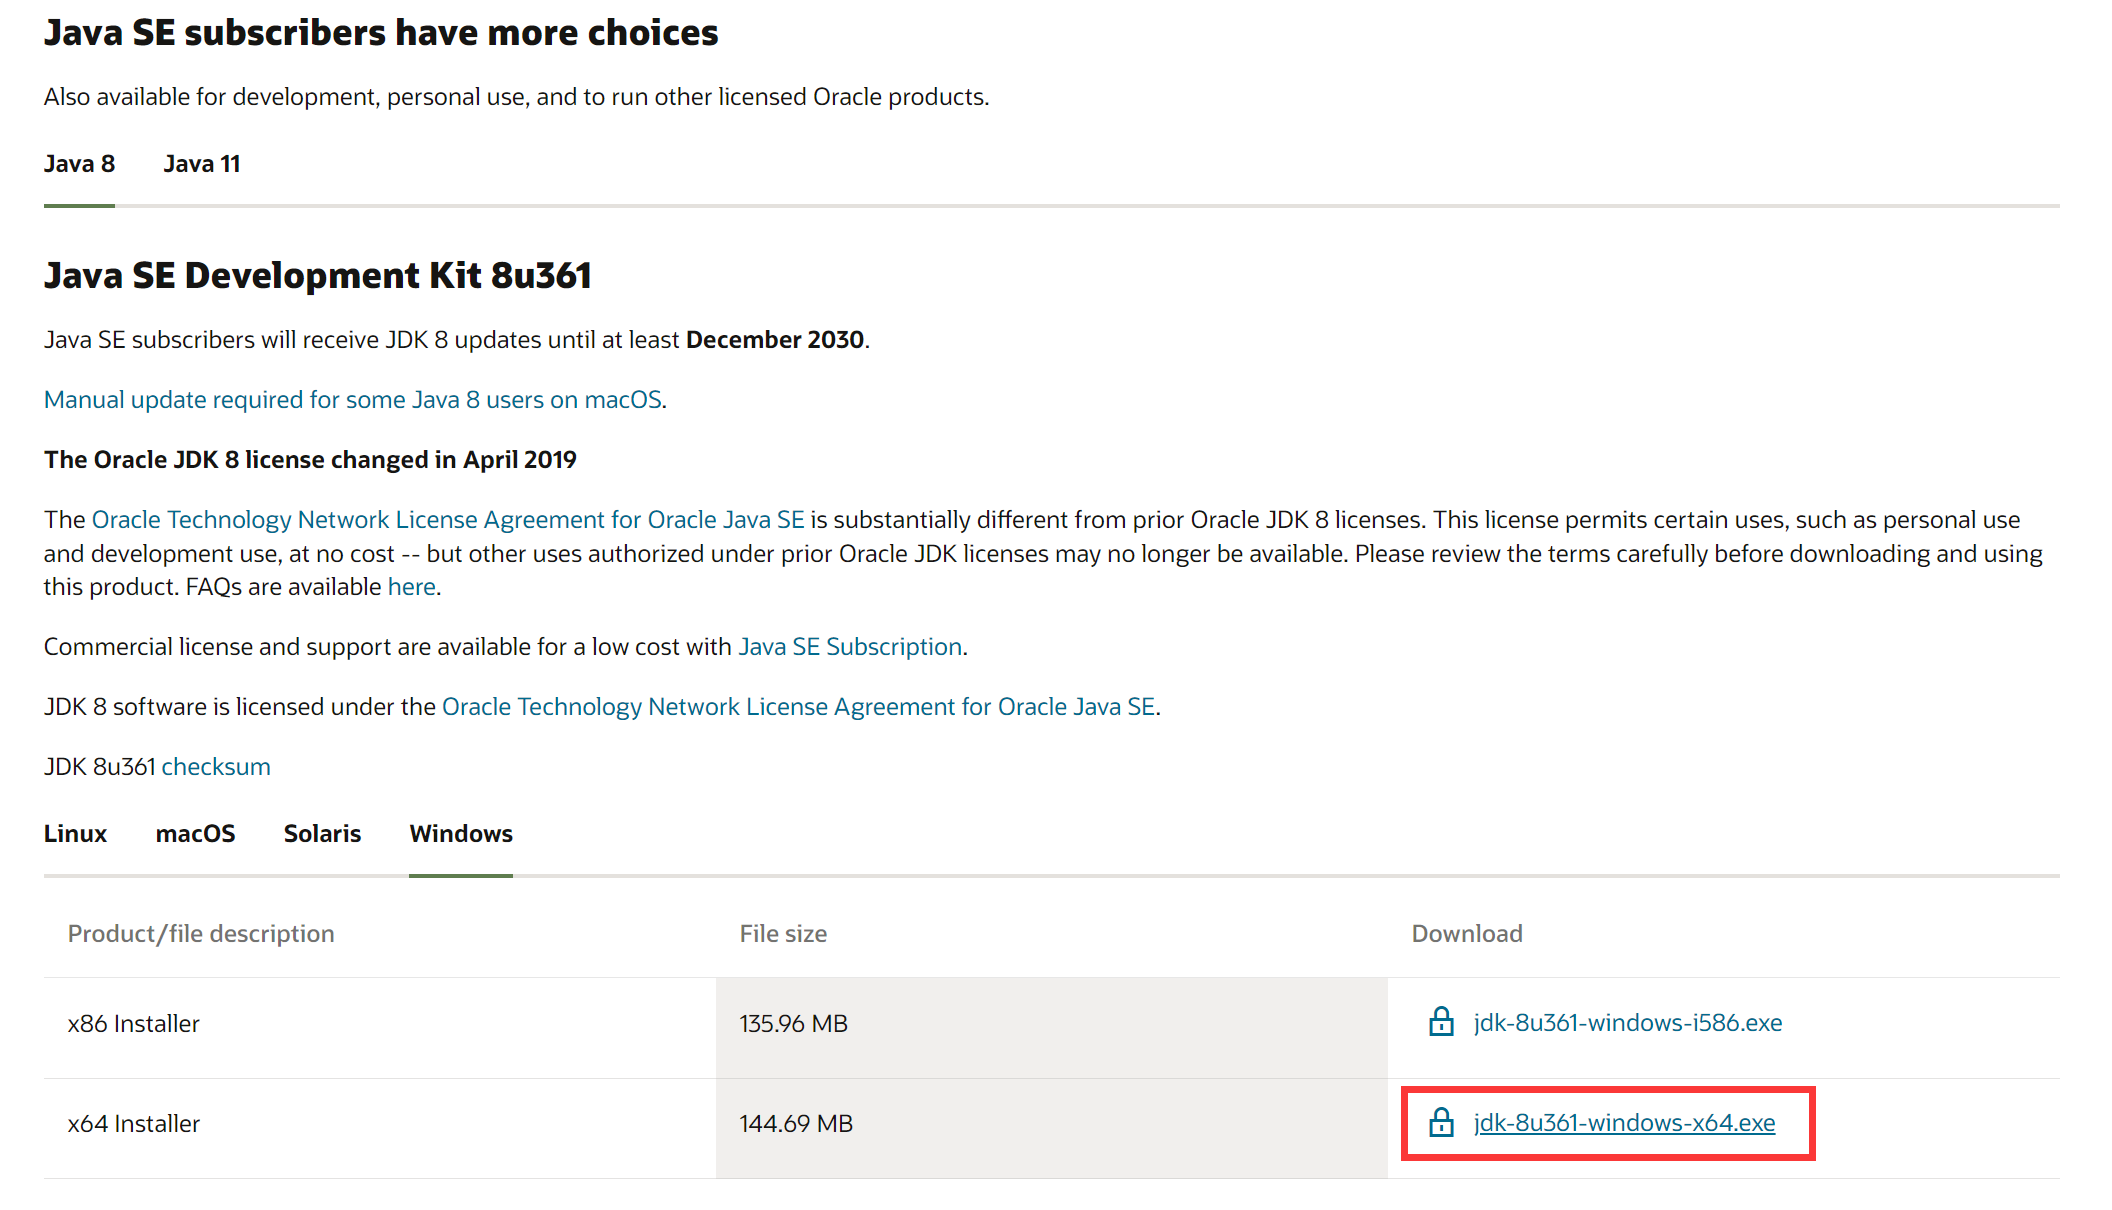 Java SE subscribers have more choices
Also available for development, personal use, and to run other licensed Oracle products.
Java 8 Java 11
Java SE Development Kit 8u361
Java SE subscribers will receive JDK 8 updates until at least December 2030.
Manual update required for some Java 8 users on macOS.
The Oracle JDK 8 license changed in April 2019
The Oracle Technology Network License Agreement for Oracle Java SE is substantially different from prior Oracle JDK 8 licenses. This license permits certain uses, such as personal use
and development use, at no cost -- but other uses authorized under prior Oracle JDK licenses may no longer be available. Please review the terms carefully before downloading and using
this product. FAQs are available here.
Commercial license and support are available for a low cost with Java SE Subscription.
JDK 8 software is licensed under the Oracle Technology Network License Agreement for Oracle Java SE.
JDK 8u361 checksum
Linux macOS Solaris Windows
Product/file description File size Download
x86 Installer 135.96 MB jdk-8u361-windows-i586.exe
x64 Installer 144.69 MB jdk-8u361-windows-x64.exe